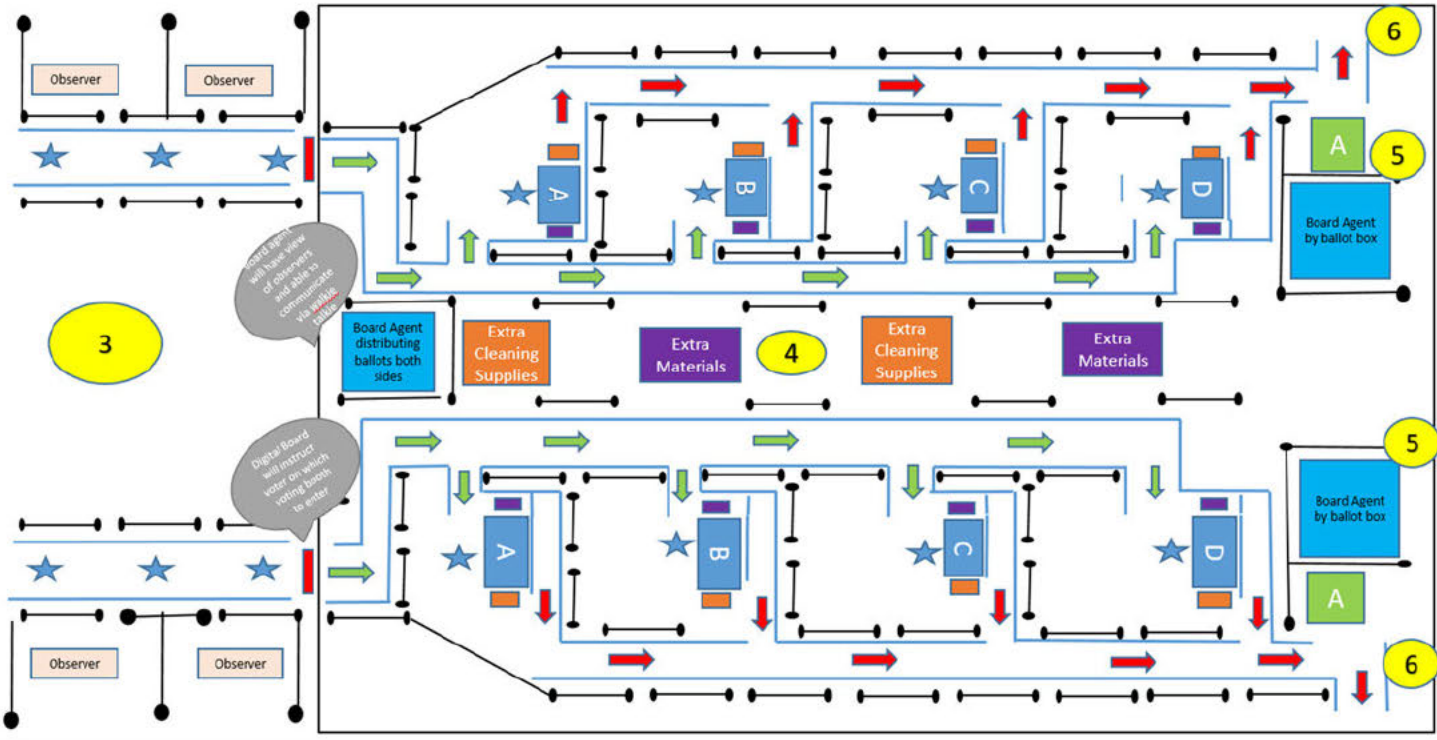 6
Observer
Observer
A
5
A
B
C
D
Board Agent
by ballot box
Board agent
will have view
of observers
and able to
communicate
via walkie
talkie
3
Board Agent
distributing
ballots both
sides
Extra
Cleaning
Supplies
Extra
Materials
4
Extra
Cleaning
Supplies
Extra
Materials
Digital Board
will instruct
voter on which
voting booth
to enter
5
Board Agent
by ballot box
A
B
C
D
A
Observer
Observer
6